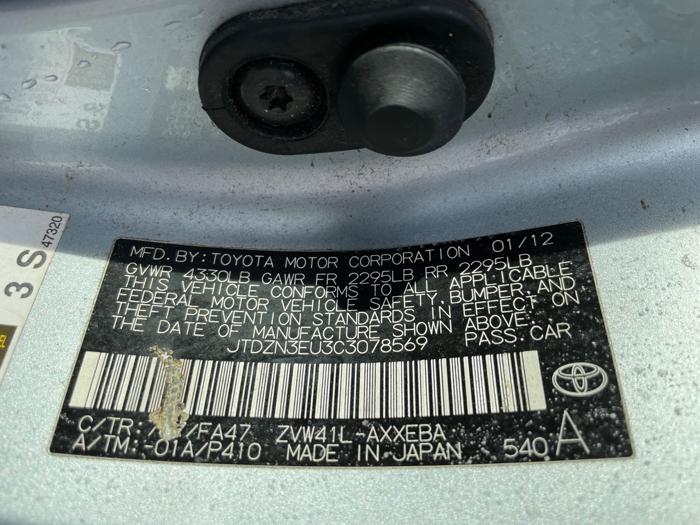 MFD. BY: TOYOTA MOTOR CORPORATION 01/12
GVWR 4330LB GAWR FR 2295LB RR 2295LB
THIS VEHICLE CONFORMS TO ALL APPLICABLE
FEDERAL MOTOR VEHICLE SAFETY, BUMPER, AND
THEFT PREVENTION STANDARDS IN EFFECT ON
THE DATE OF MANUFACTURE SHOWN ABOVE.
JTDZN3EU3C3078569 PASS. CAR
C/TR: /FA47 ZVW41L-AXXEBA
A/TM: -01A/P410 MADE IN JAPAN 540 A
3 S
47320